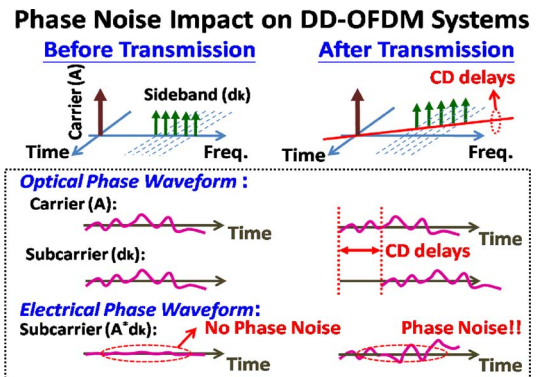 Phase Noise Impact on DD-OFDM Systems
Before Transmission
After Transmission
Carrier (A)
Sideband (dk)
Time
Freq.
CD delays
Time
Freq.
Optical Phase Waveform :
Carrier (A):
Time
Time
Subcarrier (dk):
Time
CD delays
Time
Electrical Phase Waveform:
Subcarrier (A*dk):
No Phase Noise
Time
Phase Noise!!
Time